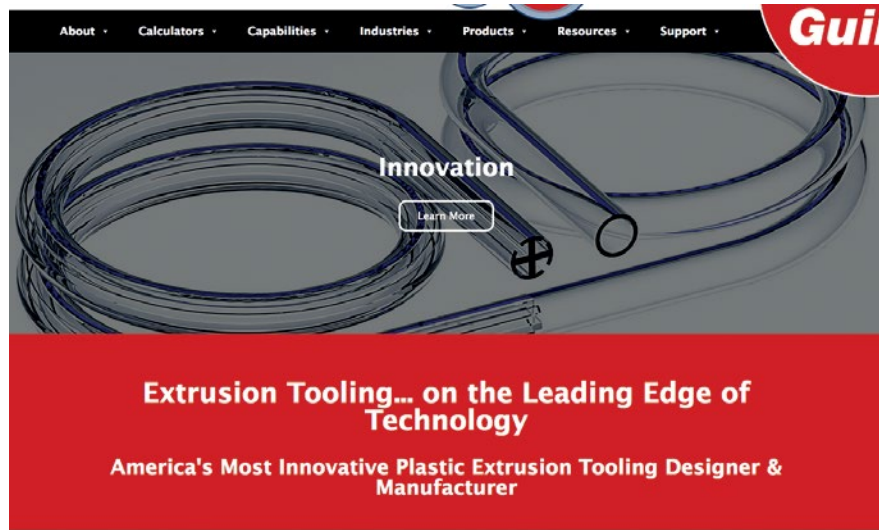 About Calculators Capabilities Industries Products Resources Support
Innovation
Learn More
Extrusion Tooling... on the Leading Edge of
Technology
America's Most Innovative Plastic Extrusion Tooling Designer &
Manufacturer